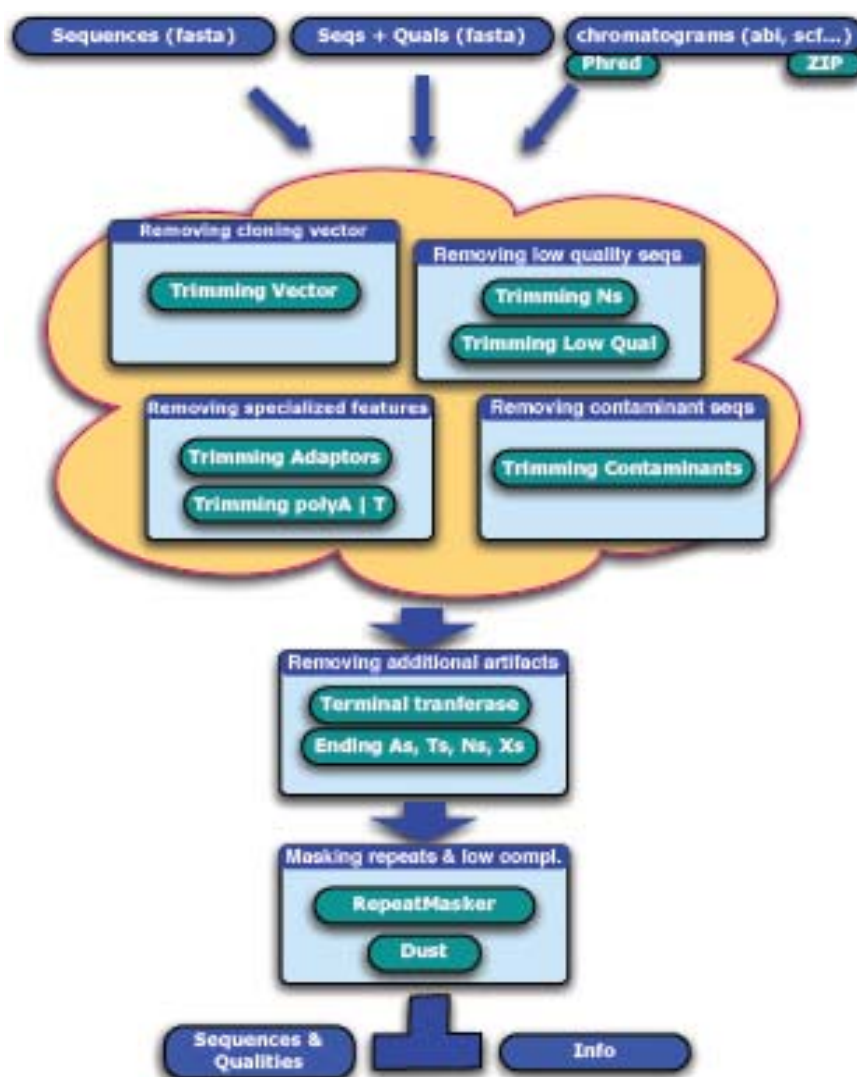 Sequences (fasta)
Seqs + Quals (fasta)
chromatograms (abi, scf...)
Phred
ZIP
Removing cloning vector
Trimming Vector
Removing low quality seqs
Trimming Ns
Trimming Low Qual
Removing specialized features
Trimming Adaptors
Trimming polyA | T
Removing contaminant seqs
Trimming Contaminants
Removing additional artifacts
Terminal tranferase
Ending As, Ts, Ns, Xs
Masking repeats & low compl.
RepeatMasker
Dust
Sequences &
Qualities
Info